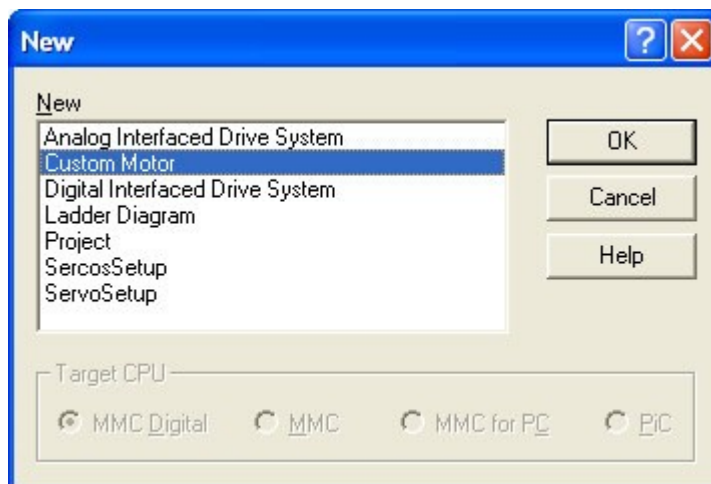 New
New
Analog Interfaced Drive System
Custom Motor
Digital Interfaced Drive System
Ladder Diagram
Project
SercosSetup
ServoSetup
OK
Cancel
Help
Target CPU
MMC Digital MMC MMC for PC PiC